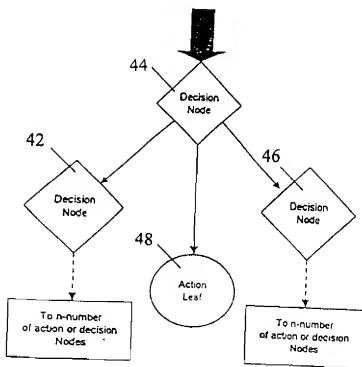 44
Decision
Node
42
46
Decision
Node
Decision
Node
48
Action
Leaf
To n-number
of action or decision
Nodes
To n-number
of action or decision
Nodes